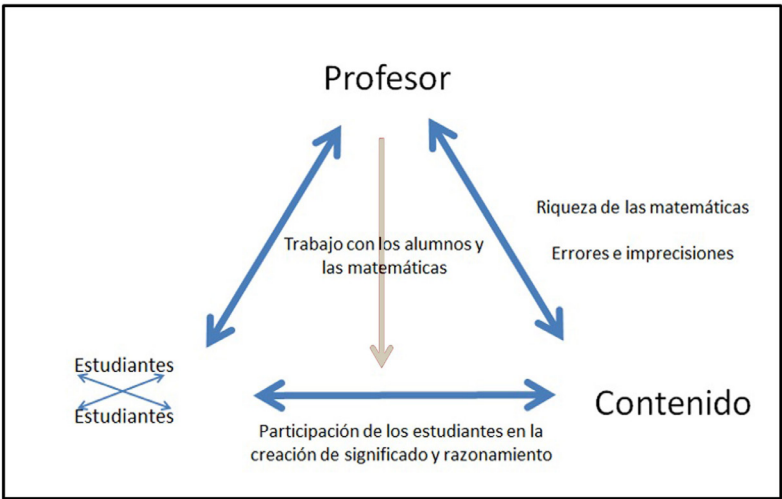 Profesor
Riqueza de las matemáticas
Trabajo con los alumnos y
las matemáticas
Errores e imprecisiones
Estudiantes
Estudiantes
Contenido
Participación de los estudiantes en la
creación de significado y razonamiento